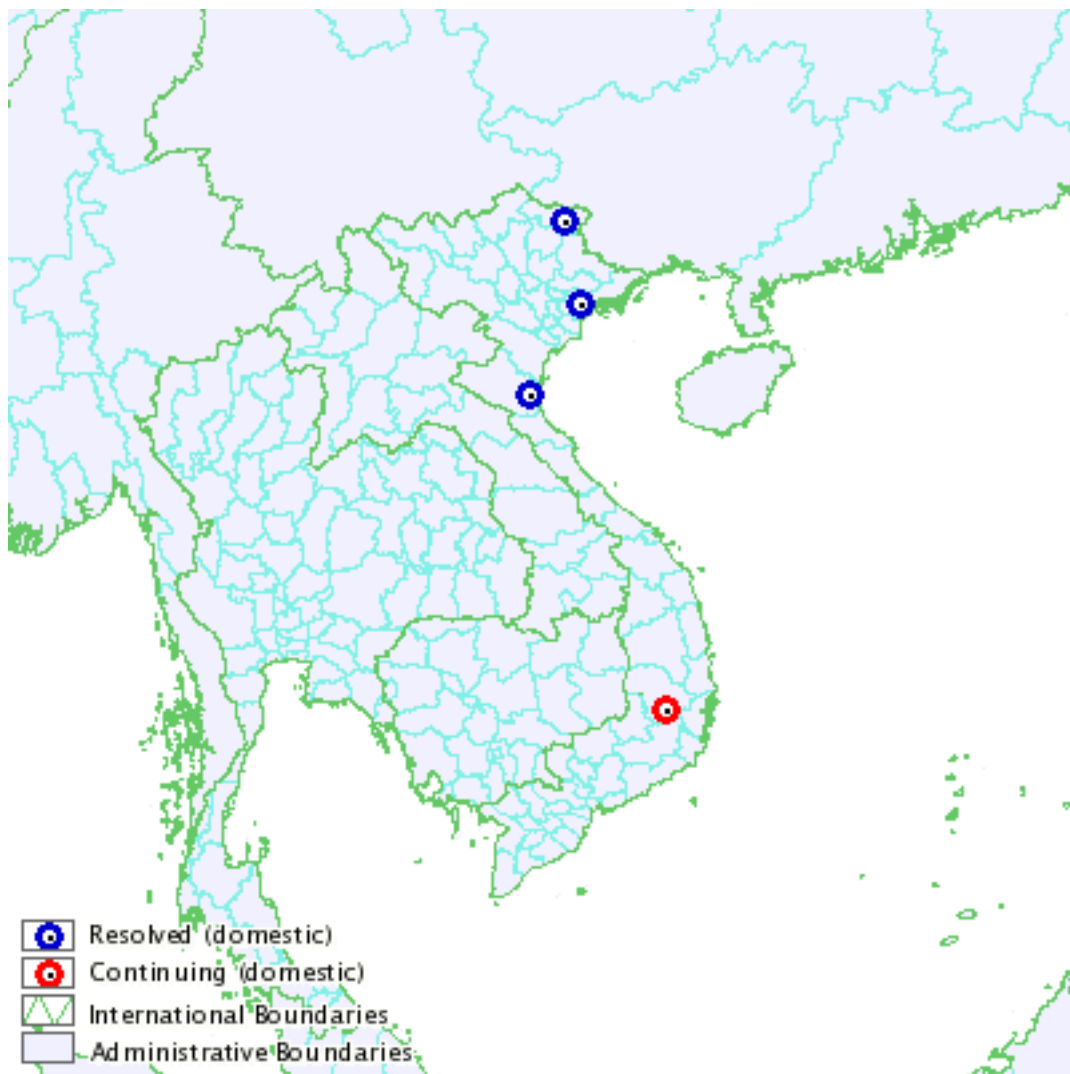 Resolved (domestic)
Continuing (domestic)
International Boundaries
Administrative Boundaries